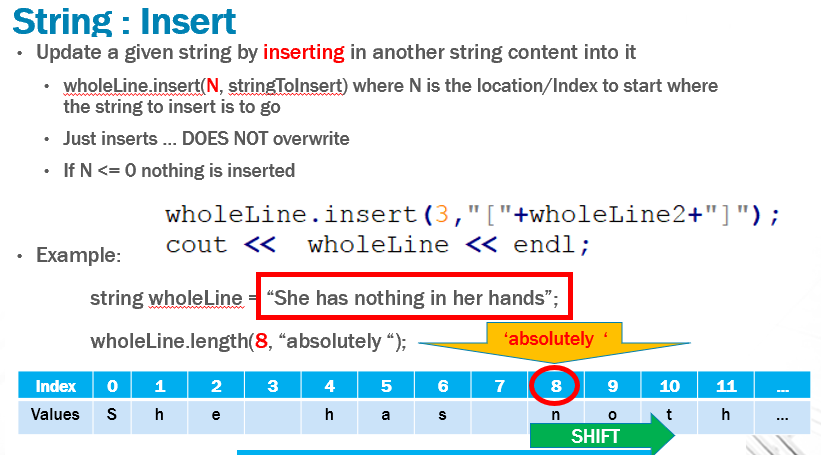 String : Insert
• Update a given string by inserting in another string content into it
• wholeLine.insert(N, stringToInsert) where N is the location/Index to start where
the string to insert is to go
• Just inserts ... DOES NOT overwrite
• If N <= 0 nothing is inserted
wholeLine.insert(3,"["+wholeLine2+"]");
cout << wholeLine << endl;
• Example:
string wholeLine = “She has nothing in her hands”;
wholeLine.length(8, “absolutely “);
‘absolutely ‘
Index 0 1 2 3 4 5 6 7 8 9 10 11 ...
Values S h e h a s n o t h ...
SHIFT